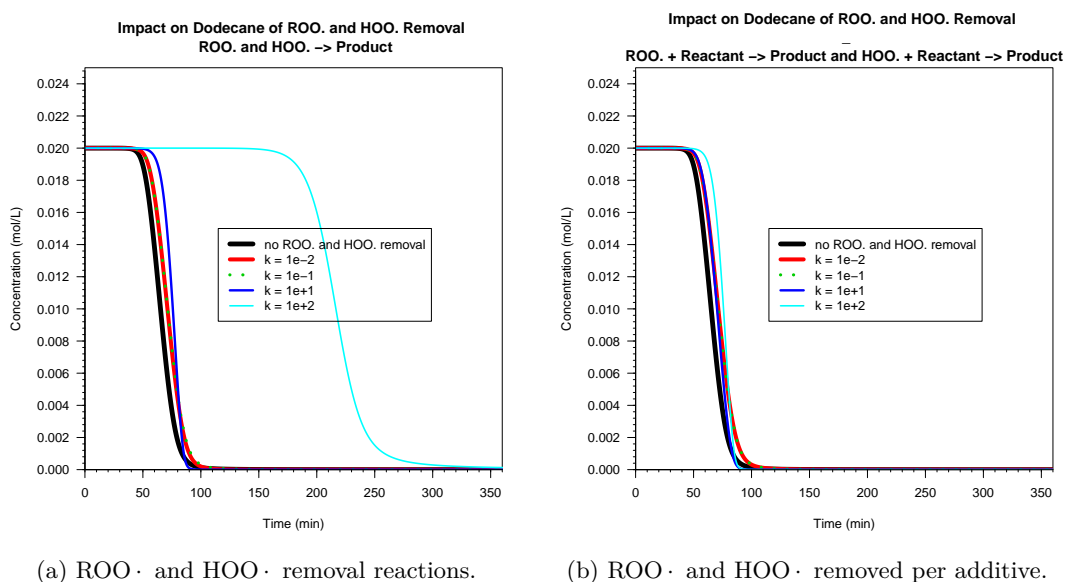 Impact on Dodecane of ROO. and HOO. Removal
ROO. and HOO. −> Product
Concentration (mol/L)
0.024
0.022
0.020
0.018
0.016
0.014
0.012
0.010
0.008
0.006
0.004
0.002
0.000
no ROO. and HOO. removal
k = 1e−2
k = 1e−1
k = 1e+1
k = 1e+2
0 50 100 150 200 250 300 350
Time (min)
(a) ROO · and HOO · removal reactions.
Impact on Dodecane of ROO. and HOO. Removal
ROO. + Reactant −> Product and HOO. + Reactant −> Product
Concentration (mol/L)
0.024
0.022
0.020
0.018
0.016
0.014
0.012
0.010
0.008
0.006
0.004
0.002
0.000
no ROO. and HOO. removal
k = 1e−2
k = 1e−1
k = 1e+1
k = 1e+2
0 50 100 150 200 250 300 350
Time (min)
(b) ROO · and HOO · removed per additive.